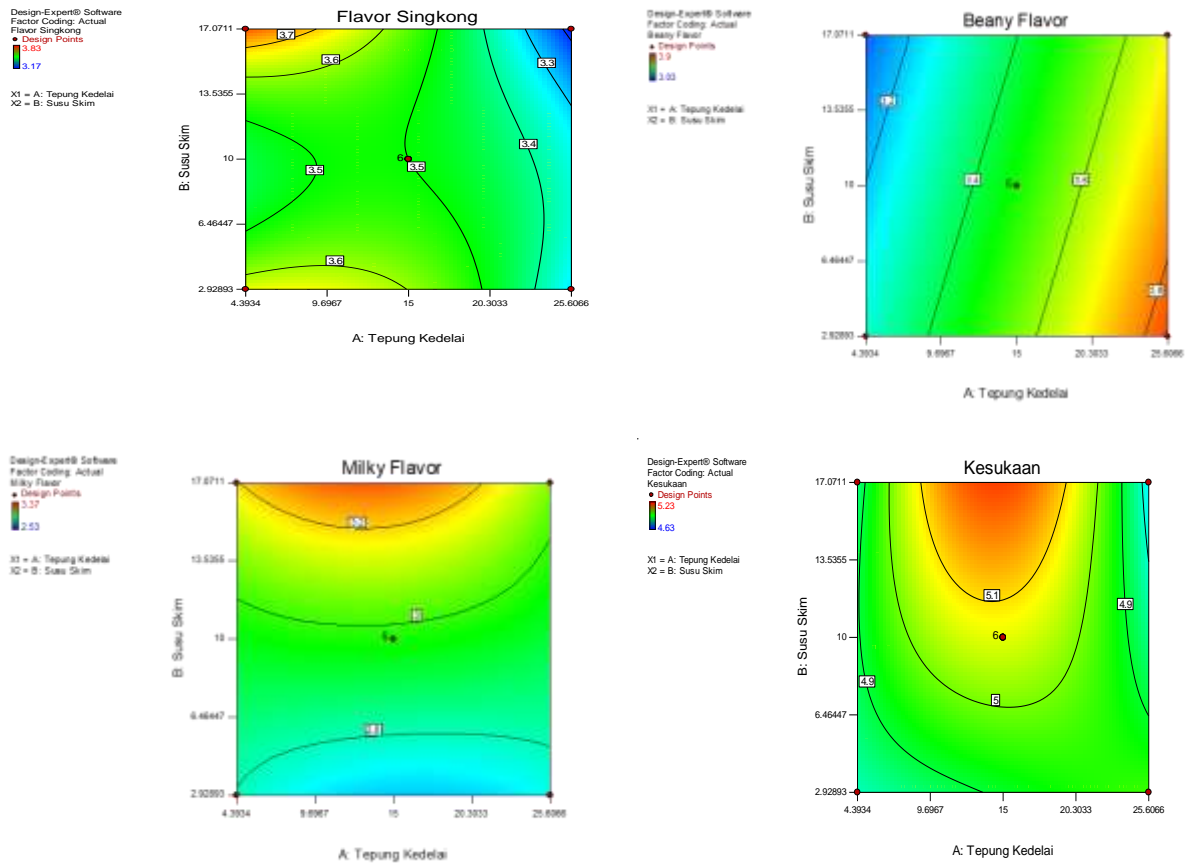 Design-Expert® Software
Factor Coding: Actual
Flavor Singkong
Design Points
3.83
3.17
X1 = A: Tepung Kedelai
X2 = B: Susu Skim
Flavor Singkong
17.0711
13.5355
10
6.46447
2.92893
B: Susu Skim
3.7
3.6
3.3
3.4
6
3.5
3.5
3.6
4.3934
9.6967
15
20.3033
25.6066
A: Tepung Kedelai
Design-Expert® Software
Factor Coding: Actual
Beany Flavor
Design Points
3.9
3.03
X1 = A: Tepung Kedelai
X2 = B: Susu Skim
Beany Flavor
17.0711
13.5355
10
6.46447
2.92893
B: Susu Skim
4.3934
9.6967
15
20.3033
25.6066
A: Tepung Kedelai
Design-Expert® Software
Factor Coding: Actual
Milky Flavor
Design Points
3.37
2.53
X1 = A: Tepung Kedelai
X2 = B: Susu Skim
Milky Flavor
17.0711
13.5355
10
6.46447
2.92893
B: Susu Skim
4.3934
9.6967
15
20.3033
25.6066
A: Tepung Kedelai
Design-Expert® Software
Factor Coding: Actual
Kesukaan
Design Points
5.23
4.63
X1 = A: Tepung Kedelai
X2 = B: Susu Skim
Kesukaan
17.0711
13.5355
10
6.46447
2.92893
B: Susu Skim
5.1
4.9
6
4.9
5
4.3934
9.6967
15
20.3033
25.6066
A: Tepung Kedelai